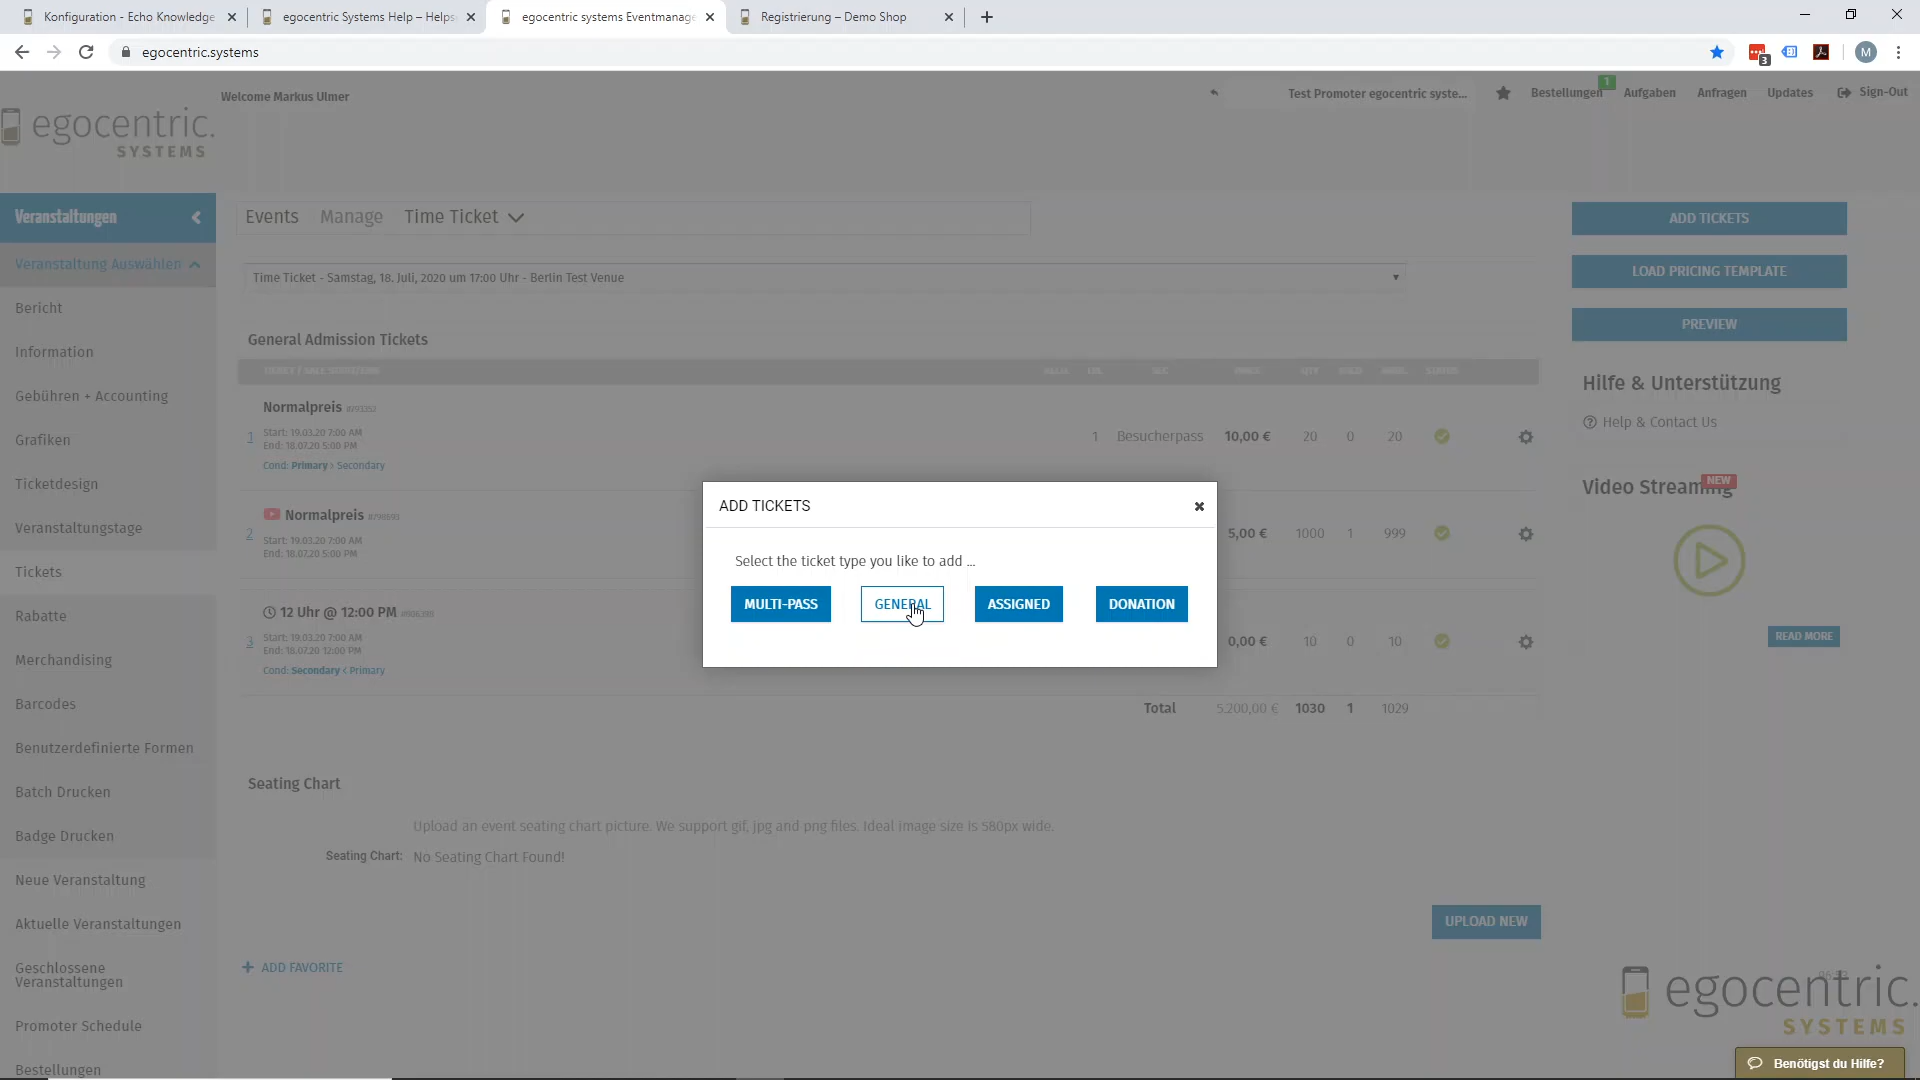 Konfiguration - Echo Knowledge
egocentric Systems Help – Helps
egocentric systems Eventmanage
Registrierung – Demo Shop
egocentric.systems
3
M
egocentric.
SYSTEMS
Welcome Markus Ulmer
Test Promoter egocentric syste...
Bestellungen
1
Aufgaben
Anfragen
Updates
Sign-Out
Veranstaltungen
Veranstaltung Auswählen
Bericht
Information
Gebühren + Accounting
Grafiken
Ticketdesign
Veranstaltungstage
Tickets
Rabatte
Merchandising
Barcodes
Benutzerdefinierte Formen
Batch Drucken
Badge Drucken
Neue Veranstaltung
Aktuelle Veranstaltungen
Geschlossene
Veranstaltungen
Promoter Schedule
Bestellungen
Events Manage Time Ticket
Time Ticket - Samstag, 18. Juli, 2020 um 17:00 Uhr - Berlin Test Venue
General Admission Tickets
PRICE QTY SOLD STATUS
Normalpreis
1
Start: 19.03.20 7:00 AM
End: 18.07.20 5:00 PM
Cond: Primary > Secondary
1 Besucherpass 10,00 € 20 0 20
Normalpreis
2
Start: 19.03.20 7:00 AM
End: 18.07.20 5:00 PM
5,00 € 1000 1 999
12 Uhr @ 12:00 PM
3
Start: 19.03.20 7:00 AM
End: 18.07.20 12:00 PM
Cond: Secondary < Primary
0,00 € 10 0 10
Total 5.200,00 € 1030 1 1029
ADD TICKETS
Select the ticket type you like to add ...
MULTI-PASS
GENERAL
ASSIGNED
DONATION
Seating Chart
Upload an event seating chart picture. We support gif, jpg and png files. Ideal image size is 580px wide.
Seating Chart: No Seating Chart Found!
UPLOAD NEW
ADD FAVORITE
ADD TICKETS
LOAD PRICING TEMPLATE
PREVIEW
Hilfe & Unterstützung
Help & Contact Us
Video Streaming
NEW
READ MORE
egocentric.
SYSTEMS
Benötigst du Hilfe?